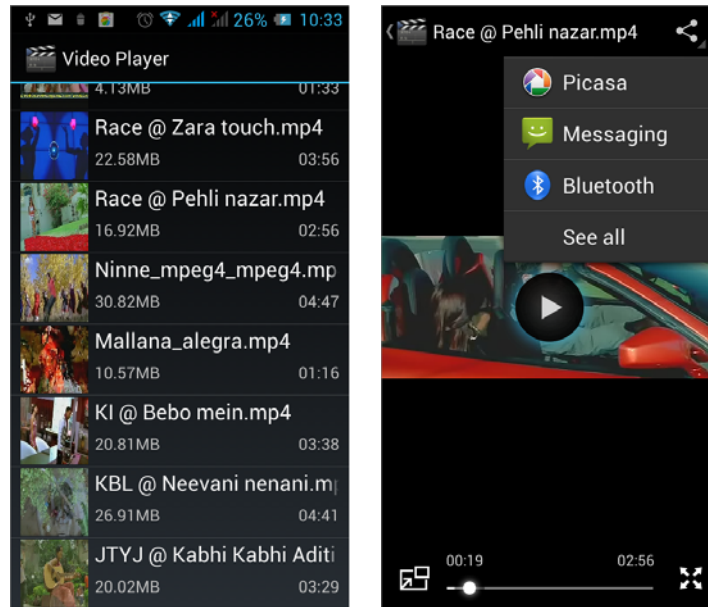 26% 10:33
Video Player
4.13MB 01:33
Race @ Zara touch.mp4
22.58MB 03:56
Race @ Pehli nazar.mp4
16.92MB 02:56
Ninne_mpeg4_mpeg4.mp
30.82MB 04:47
Mallana_alegra.mp4
10.57MB 01:16
KI @ Bebo mein.mp4
20.81MB 03:38
KBL @ Neevani nenani.mp
26.91MB 04:41
JTYJ @ Kabhi Kabhi Aditi
20.02MB 03:29
Race @ Pehli nazar.mp4
Picasa
Messaging
Bluetooth
See all
00:19 02:56